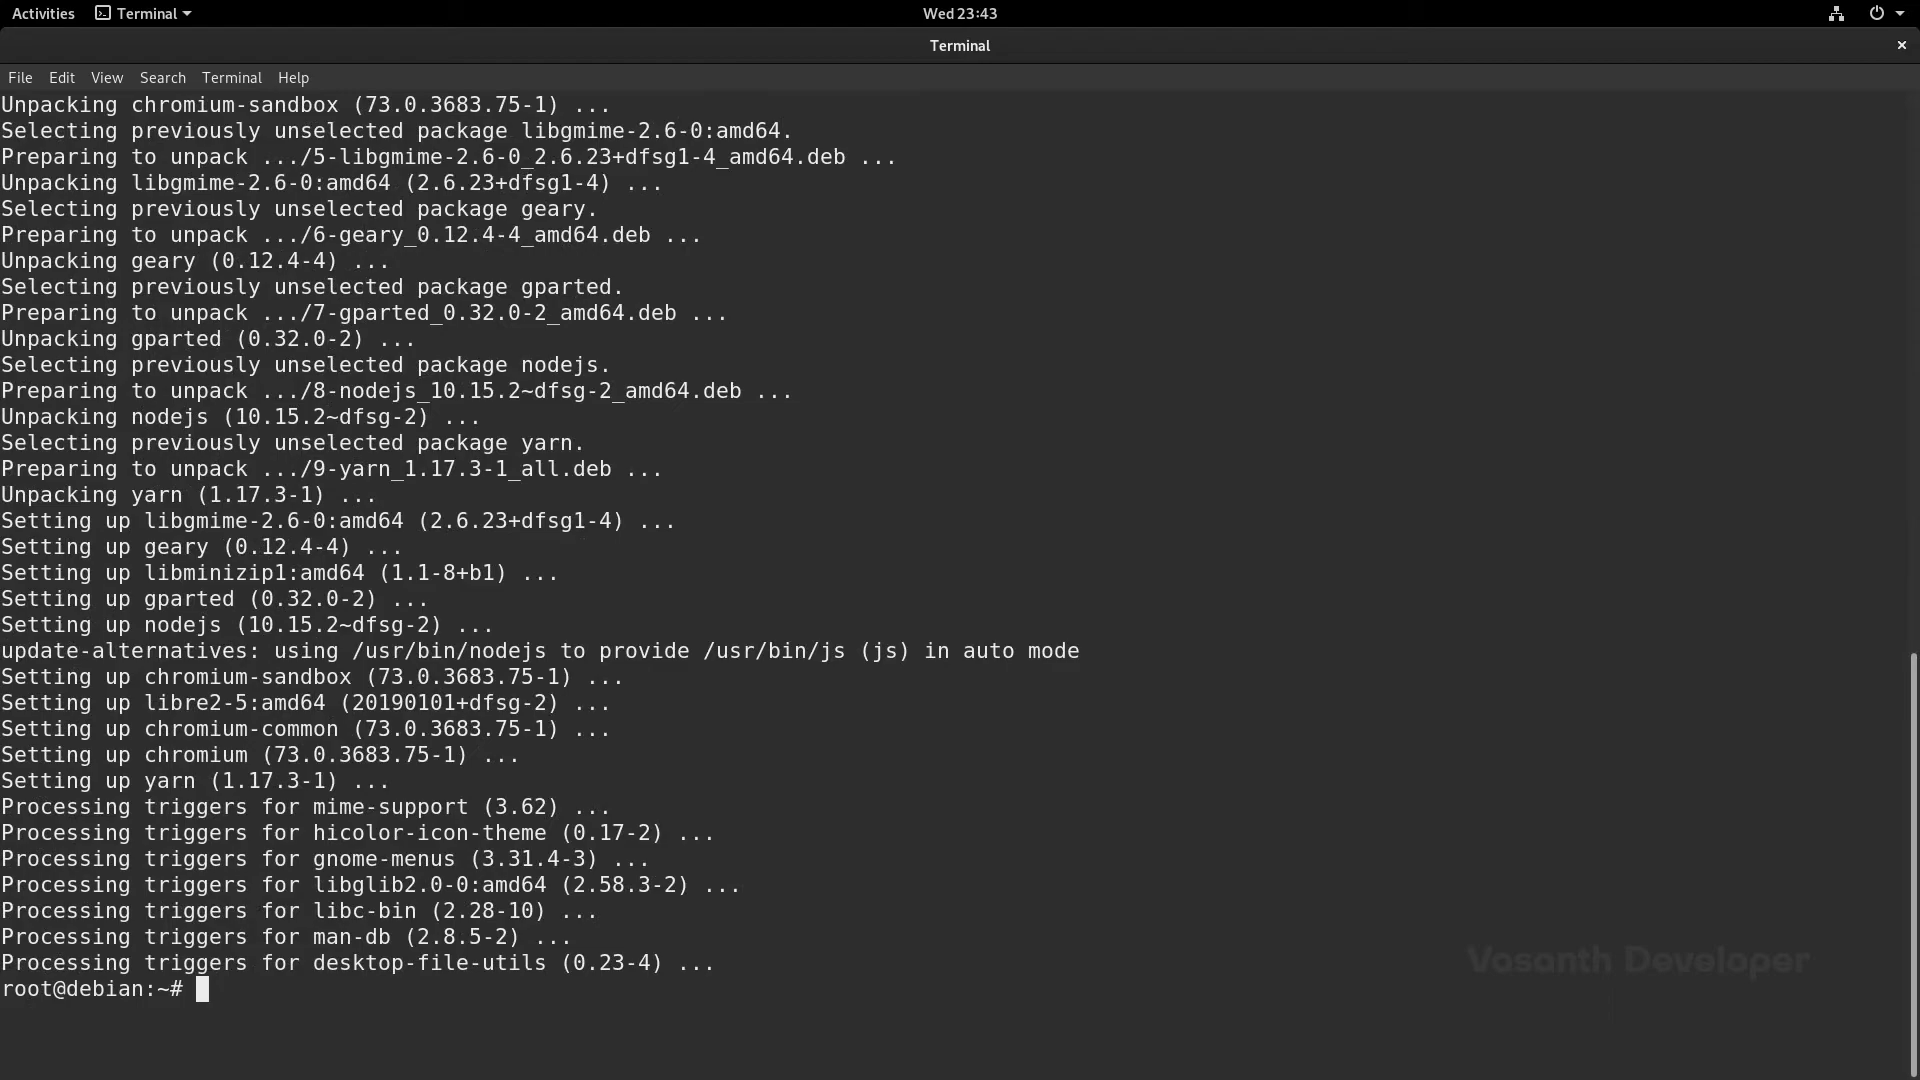 Activities Terminal Wed 23:43
Terminal ×
File Edit View Search Terminal Help
Unpacking chromium-sandbox (73.0.3683.75-1) ...
Selecting previously unselected package libgmime-2.6-0:amd64.
Preparing to unpack .../5-libgmime-2.6-0_2.6.23+dfsg1-4_amd64.deb ...
Unpacking libgmime-2.6-0:amd64 (2.6.23+dfsg1-4) ...
Selecting previously unselected package geary.
Preparing to unpack .../6-geary_0.12.4-4_amd64.deb ...
Unpacking geary (0.12.4-4) ...
Selecting previously unselected package gparted.
Preparing to unpack .../7-gparted_0.32.0-2_amd64.deb ...
Unpacking gparted (0.32.0-2) ...
Selecting previously unselected package nodejs.
Preparing to unpack .../8-nodejs_10.15.2~dfsg-2_amd64.deb ...
Unpacking nodejs (10.15.2~dfsg-2) ...
Selecting previously unselected package yarn.
Preparing to unpack .../9-yarn_1.17.3-1_all.deb ...
Unpacking yarn (1.17.3-1) ...
Setting up libgmime-2.6-0:amd64 (2.6.23+dfsg1-4) ...
Setting up geary (0.12.4-4) ...
Setting up libminizip1:amd64 (1.1-8+b1) ...
Setting up gparted (0.32.0-2) ...
Setting up nodejs (10.15.2~dfsg-2) ...
update-alternatives: using /usr/bin/nodejs to provide /usr/bin/js (js) in auto mode
Setting up chromium-sandbox (73.0.3683.75-1) ...
Setting up libre2-5:amd64 (20190101+dfsg-2) ...
Setting up chromium-common (73.0.3683.75-1) ...
Setting up chromium (73.0.3683.75-1) ...
Setting up yarn (1.17.3-1) ...
Processing triggers for mime-support (3.62) ...
Processing triggers for hicolor-icon-theme (0.17-2) ...
Processing triggers for gnome-menus (3.31.4-3) ...
Processing triggers for libglib2.0-0:amd64 (2.58.3-2) ...
Processing triggers for libc-bin (2.28-10) ...
Processing triggers for man-db (2.8.5-2) ...
Processing triggers for desktop-file-utils (0.23-4) ...
Vasanth Developer
root@debian:~#